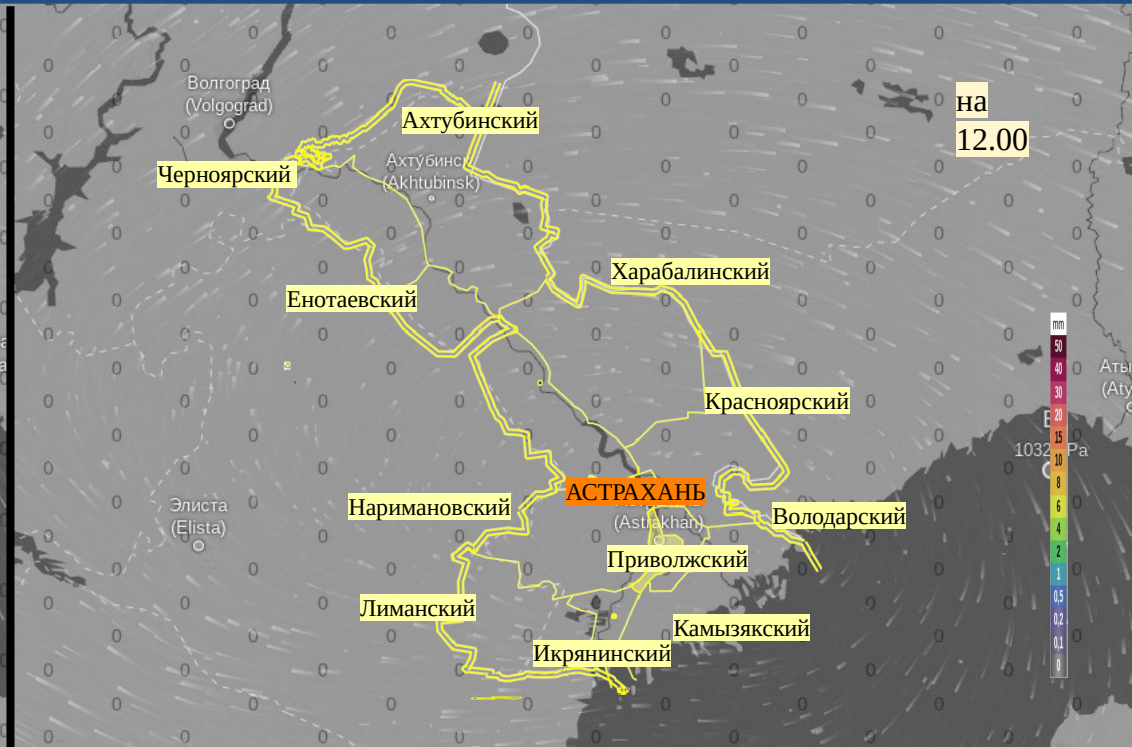 Волгоград
(Volgograd)
на
12.00
Ахтубинский
Ахтубинск
(Akhtubinsk)
Черноярский
Харабалинский
Енотаевский
mm
50
40
30
20
15
10
8
6
4
2
1
0,5
0,2
0,1
0
Красноярский
АСТРАХАНЬ
(Astrakhan)
Элиста
(Elista)
Наримановский
Володарский
Приволжский
Лиманский
Камызякский
Икрянинский